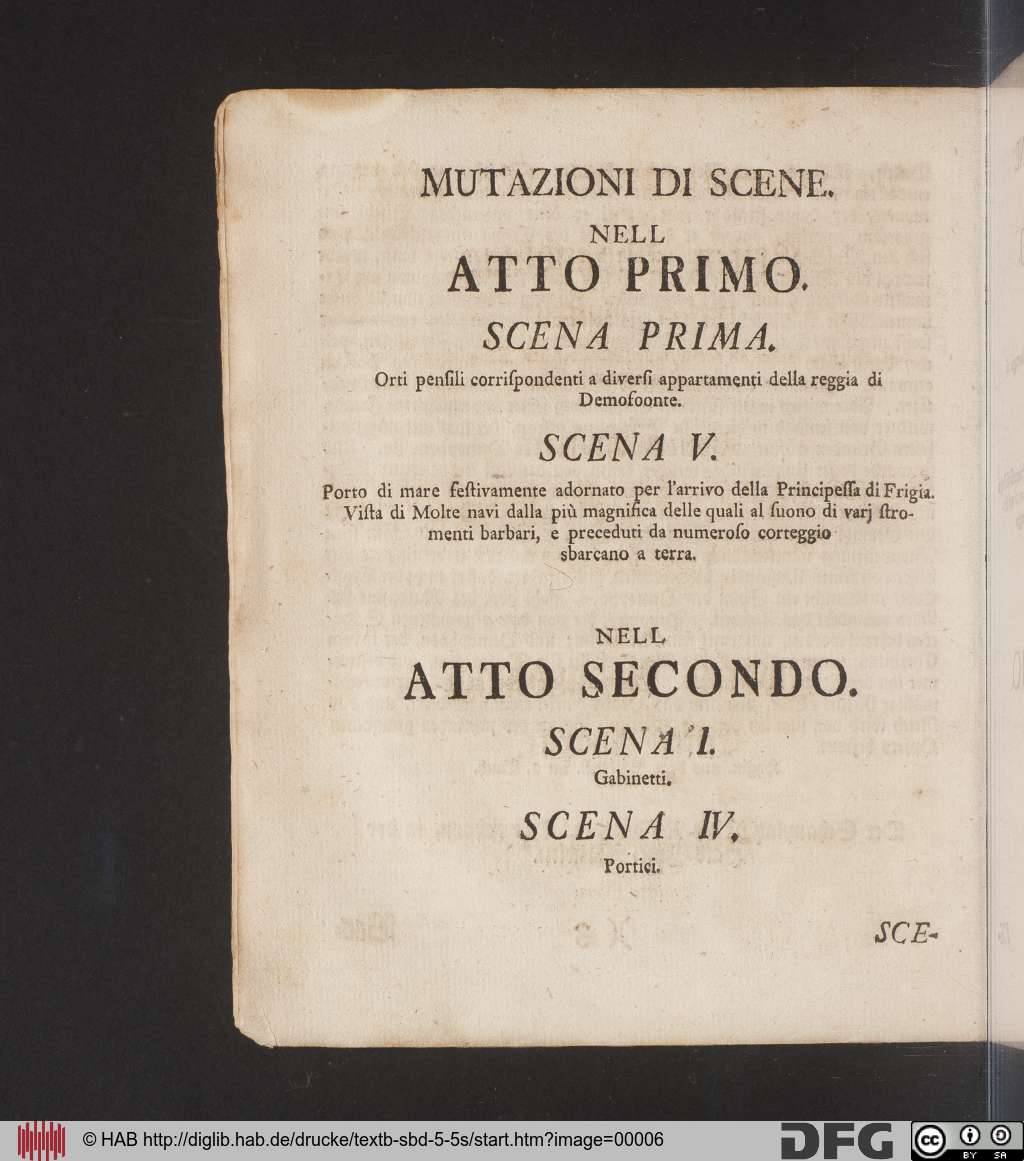 MUTAZIONI DI SCENE.
NELL
ATTO PRIMO.
SCENA PRIMA.
Orti penſili corriſpondenti a diverſi appartamenti della reggia di
Demofoonte.
SCENA V.
Porto di mare feſtivamente adornato per l'arrivo della Principeſſa di Frigia.
Viſta di Molte navi dalla più magnifica delle quali al ſuono di varj ſtro-
menti barbari, e preceduti da numeroſo corteggio
sbarcano a terra.
NELL
ATTO SECONDO.
SCENA I.
Gabinetti.
SCENA IV.
Portici.
SCE-
© HAB http://diglib.hab.de/drucke/textb-sbd-5-5s/start.htm?image=00006
DFG
cc BY SA